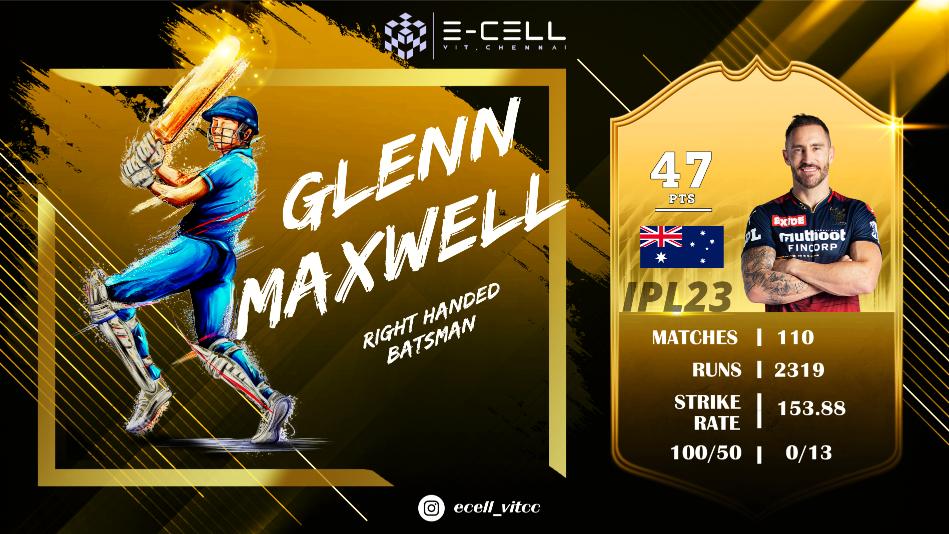 E-CELL
VIT, CHENNAI
GLENN
MAXWELL
RIGHT HANDED
BATSMAN
47
PTS
EXIDE
muthoot
FINCORP
IPL23
MATCHES | 110
RUNS | 2319
STRIKE
RATE | 153.88
100/50 | 0/13
ecell_vitcc